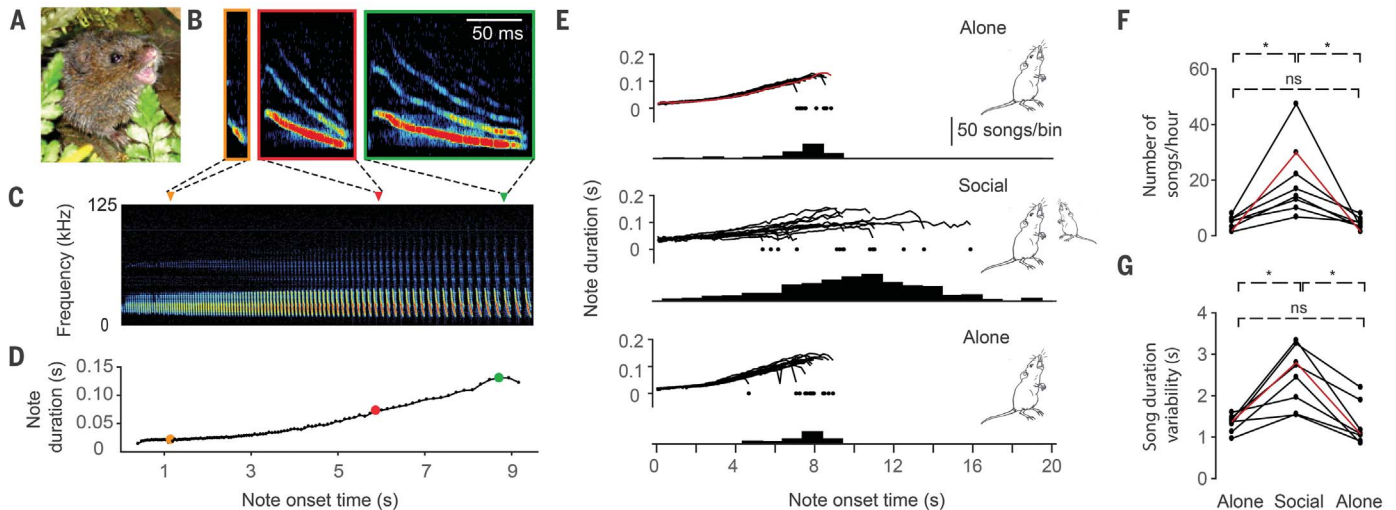 A
B
50 ms
C
125
Frequency (kHz)
0
D
Note
duration (s)
0.15
0.10
0.05
0
1
3
5
7
9
Note onset time (s)
E
Alone
0.2
0.1
0
50 songs/bin
Social
Note duration (s)
0.2
0.1
0
Alone
0.2
0.1
0
0
4
8
12
16
20
Note onset time (s)
F
* *
ns
Number of
songs/hour
60
40
20
0
G
* *
ns
Song duration
variability (s)
4
3
2
1
0
Alone Social Alone